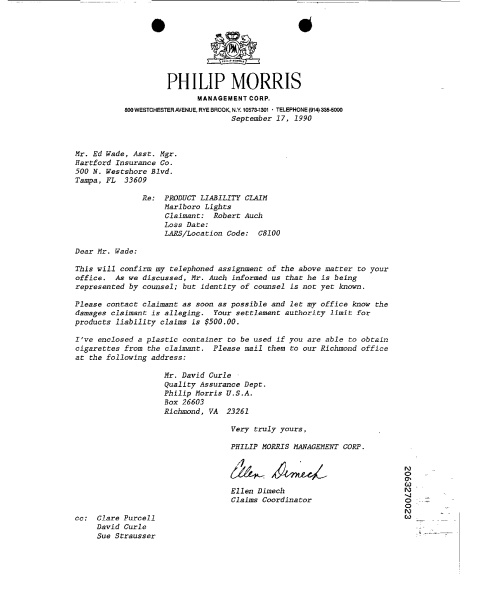 PHILIP MORRIS
MANAGEMENT CORP.
800 WESTCHESTER AVENUE, RYE BROOK, N.Y. 10573-1301 • TELEPHONE (914) 335-5000
September 17, 1990
Mr. Ed Wade, Asst. Mgr.
Hartford Insurance Co.
500 N. Westshore Blvd.
Tampa, FL 33609
Re: PRODUCT LIABILITY CLAIM
Marlboro Lights
Claimant: Robert Auch
Loss Date:
LARS/Location Code: C8100
Dear Mr. Wade:
This will confirm my telephoned assignment of the above matter to your
office. As we discussed, Mr. Auch informed us that he is being
represented by counsel; but identity of counsel is not yet known.
Please contact claimant as soon as possible and let my office know the
damages claimant is alleging. Your settlement authority limit for
products liability claims is $500.00.
I've enclosed a plastic container to be used if you are able to obtain
cigarettes from the claimant. Please mail them to our Richmond office
at the following address:
Mr. David Curle
Quality Assurance Dept.
Philip Morris U.S.A.
Box 26603
Richmond, VA 23261
Very truly yours,
PHILIP MORRIS MANAGEMENT CORP.
Ellen Dimech
Ellen Dimech
Claims Coordinator
cc: Clare Purcell
David Curle
Sue Strausser
2063270023